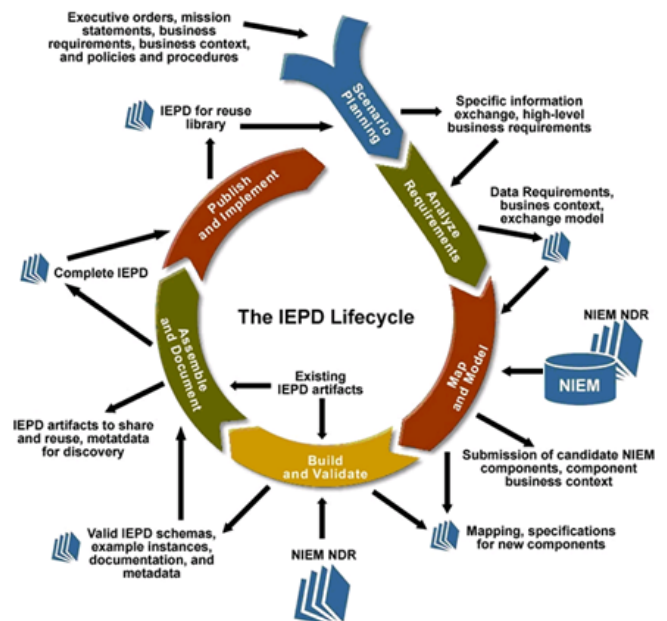 Executive orders, mission
statements, business
requirements, business context,
and policies and procedures
Scenario
Planning
IEPD for reuse
library
Specific information
exchange, high-level
business requirements
Publish
and Implement
Analyze
Requirements
Data Requirements,
busines context,
exchange model
Complete IEPD
The IEPD Lifecycle
NIEM NDR
NIEM
Assemble
and Document
Map
and Model
Existing
IEPD artifacts
IEPD artifacts to share
and reuse, metatdata
for discovery
Build
and Validate
Submission of candidate NIEM
components, component
business context
Valid IEPD schemas,
example instances,
documentation, and
metadata
NIEM NDR
Mapping, specifications
for new components